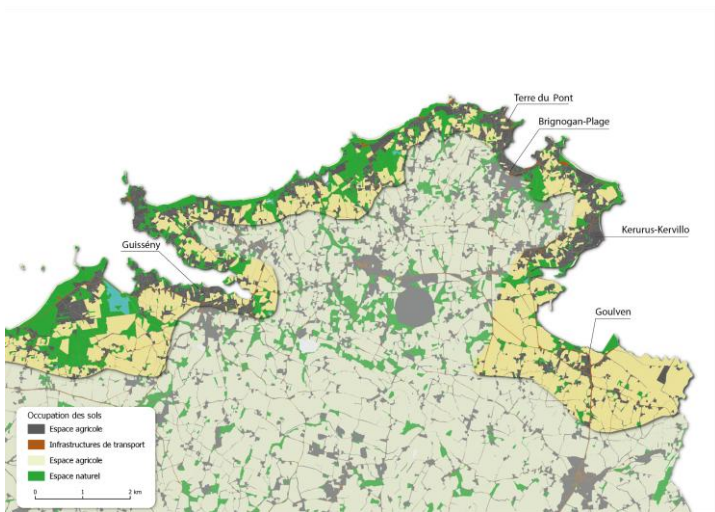 Terre du Pont
Brignogan-Plage
Kerurus-Kervillo
Guissény
Goulven
Occupation des sols
Espace agricole
Infrastructures de transport
Espace agricole
Espace naturel
0 1 2 km